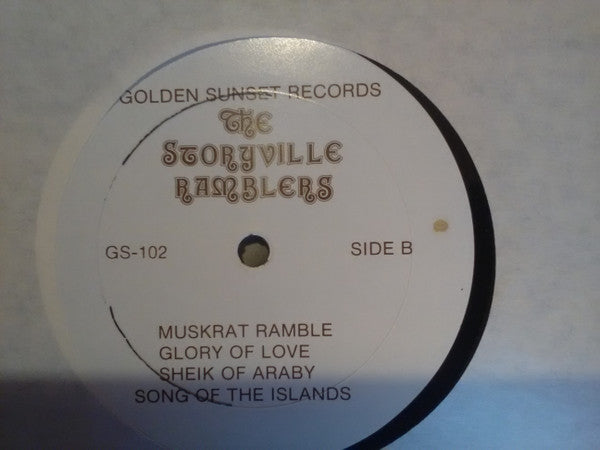 GOLDEN SUNSET RECORDS
The
Storyville
Ramblers
GS-102 SIDE B
MUSKRAT RAMBLE
GLORY OF LOVE
SHEIK OF ARABY
SONG OF THE ISLANDS